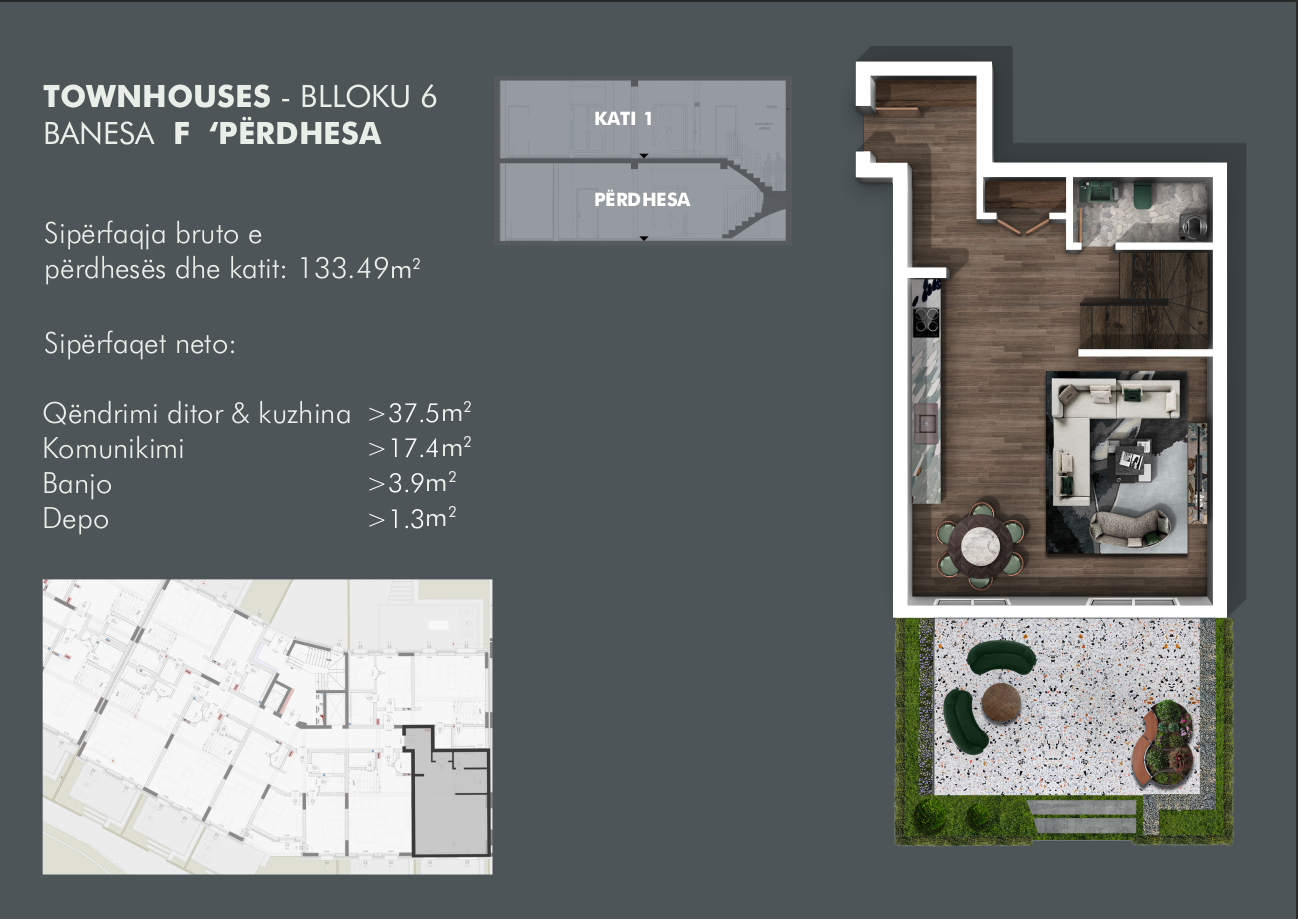 TOWNHOUSES - BLLOKU 6
BANESA F ‘PËRDHESA
KATI 1
PËRDHESA
Sipërfaqja bruto e
përdhesës dhe katit: 133.49m²
Sipërfaqet neto:
Qëndrimi ditor & kuzhina >37.5m²
Komunikimi >17.4m²
Banjo >3.9m²
Depo >1.3m²